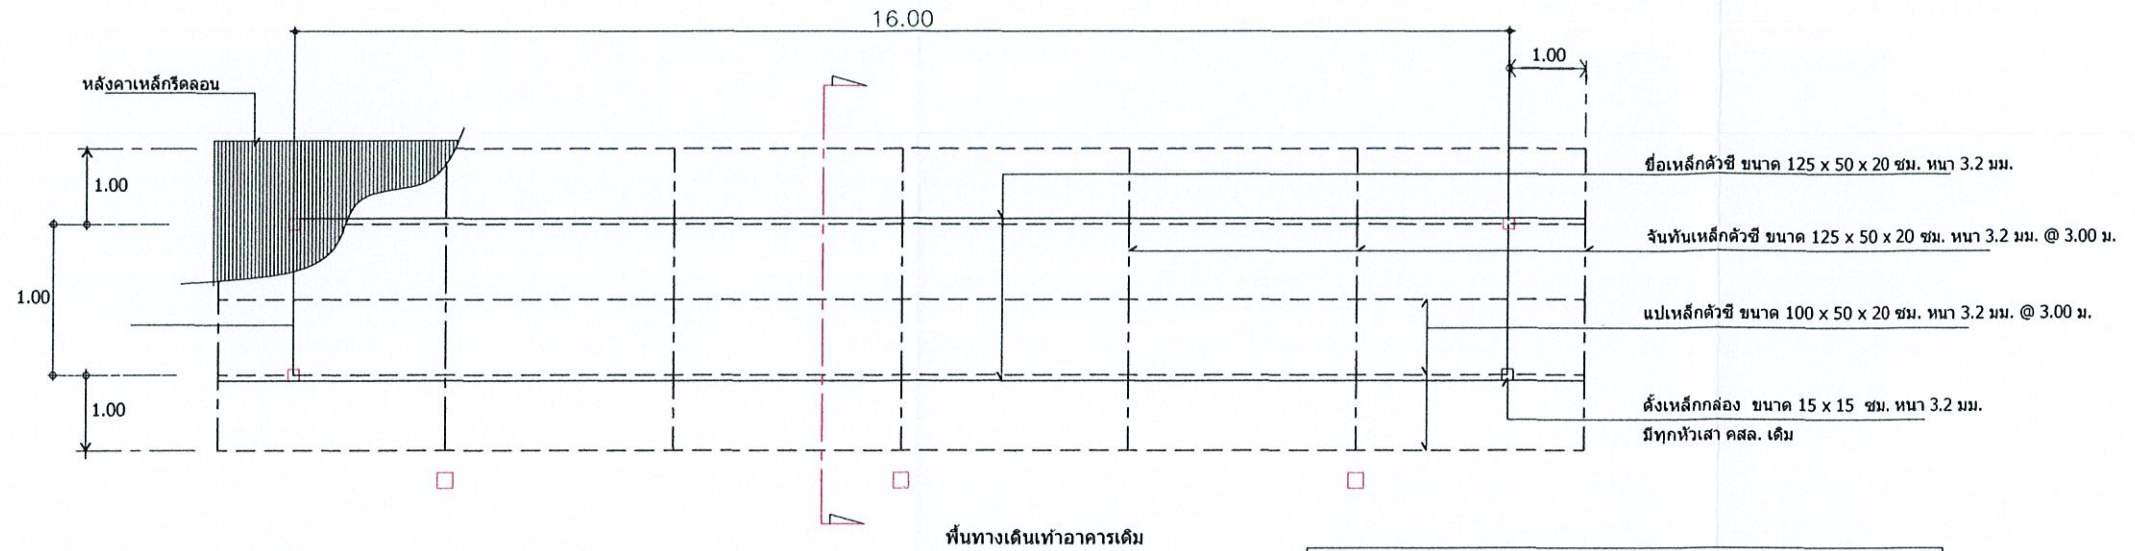 16.00
1.00
หลังคาเหล็กรีดลอน
1.00
ขื่อเหล็กตัวซี ขนาด 125 x 50 x 20 ซม. หนา 3.2 มม.
จันทันเหล็กตัวซี ขนาด 125 x 50 x 20 ซม. หนา 3.2 มม. @ 3.00 ม.
1.00
แปเหล็กตัวซี ขนาด 100 x 50 x 20 ซม. หนา 3.2 มม. @ 3.00 ม.
1.00
ดั้งเหล็กกล่อง ขนาด 15 x 15 ซม. หนา 3.2 มม.
มีทุกหัวเสา คสล. เดิม
พื้นทางเดินเท้าอาคารเดิม